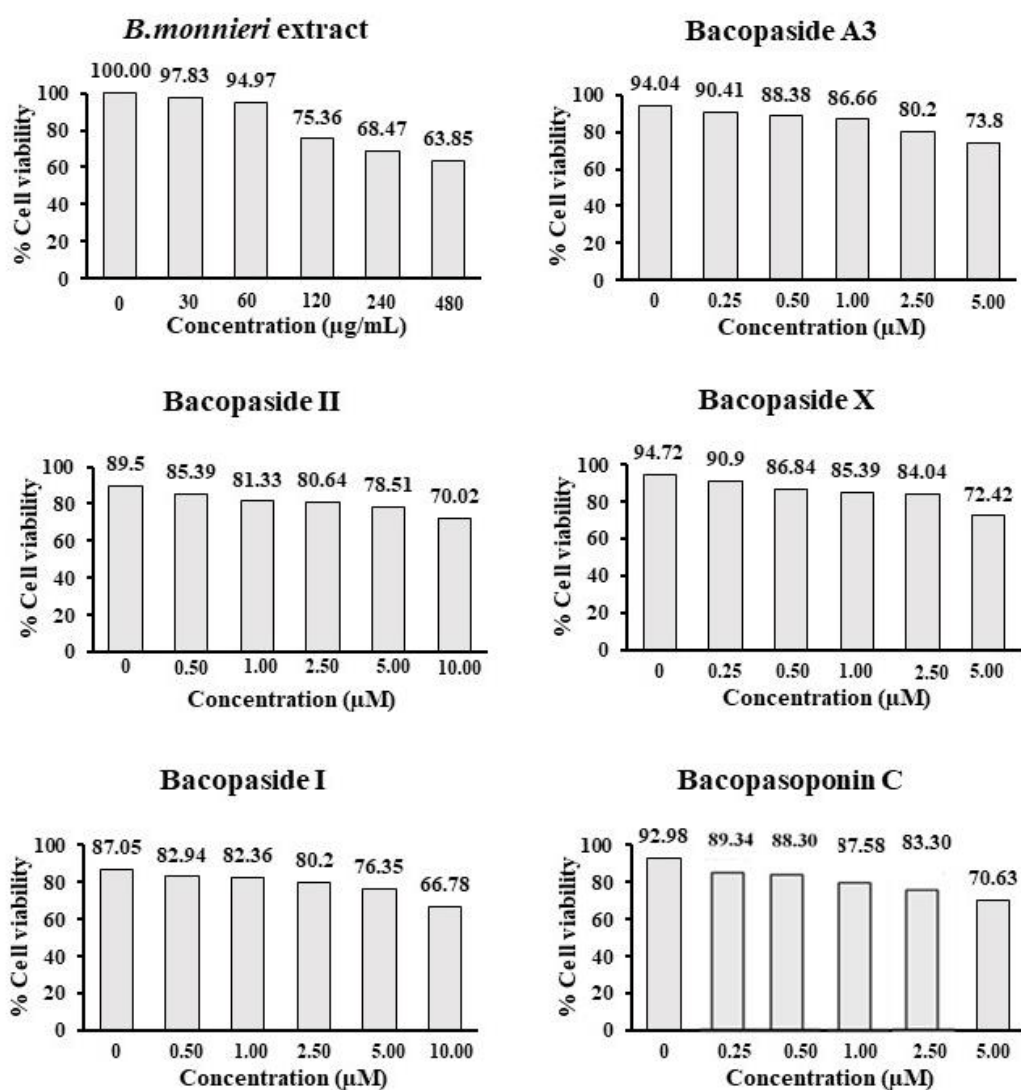 B.monnieri extract
100.00 97.83 94.97 75.36 68.47 63.85
% Cell viability
100
80
60
40
20
0
0 30 60 120 240 480
Concentration (µg/mL)
Bacopaside A3
94.04 90.41 88.38 86.66 80.2 73.8
% Cell viability
100
80
60
40
20
0
0 0.25 0.50 1.00 2.50 5.00
Concentration (µM)
Bacopaside II
89.5 85.39 81.33 80.64 78.51 70.02
% Cell viability
100
80
60
40
20
0
0 0.50 1.00 2.50 5.00 10.00
Concentration (µM)
Bacopaside X
94.72 90.9 86.84 85.39 84.04 72.42
% Cell viability
100
80
60
40
20
0
0 0.25 0.50 1.00 2.50 5.00
Concentration (µM)
Bacopaside I
87.05 82.94 82.36 80.2 76.35 66.78
% Cell viability
100
80
60
40
20
0
0 0.50 1.00 2.50 5.00 10.00
Concentration (µM)
Bacopasoponin C
92.98 89.34 88.30 87.58 83.30 70.63
% Cell viability
100
80
60
40
20
0
0 0.25 0.50 1.00 2.50 5.00
Concentration (µM)